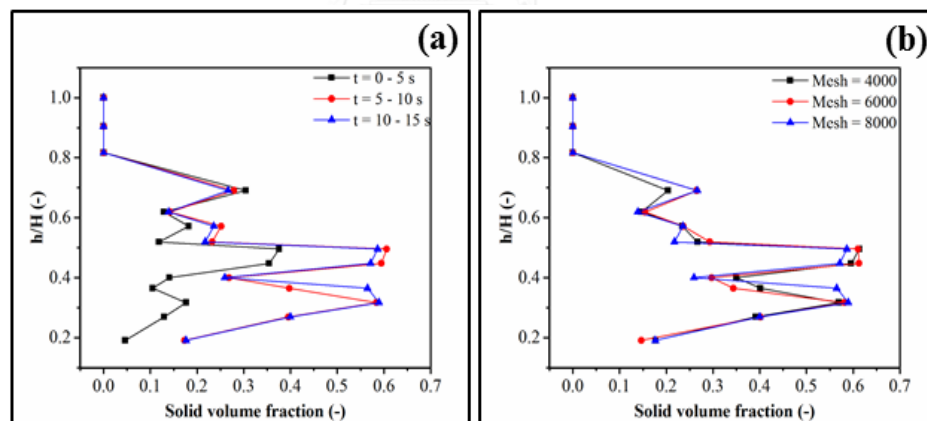 (a)
t = 0 - 5 s
t = 5 - 10 s
t = 10 - 15 s
h/H (-)
1.0
0.8
0.6
0.4
0.2
0.0 0.1 0.2 0.3 0.4 0.5 0.6 0.7
Solid volume fraction (-)
(b)
Mesh = 4000
Mesh = 6000
Mesh = 8000
h/H (-)
1.0
0.8
0.6
0.4
0.2
0.0 0.1 0.2 0.3 0.4 0.5 0.6 0.7
Solid volume fraction (-)